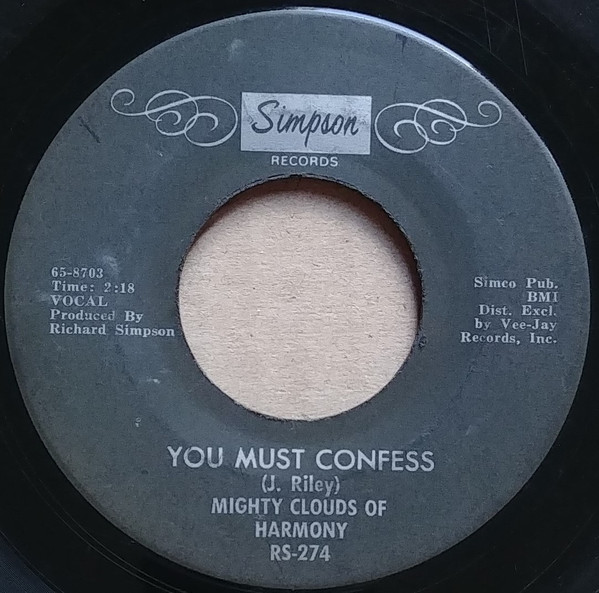 Simpson
RECORDS
65-8703
Time: 2:18
VOCAL
Produced By
Richard Simpson
Simco Pub.
BMI
Dist. Excl.
by Vee-Jay
Records, Inc.
YOU MUST CONFESS
(J. Riley)
MIGHTY CLOUDS OF
HARMONY
RS-274